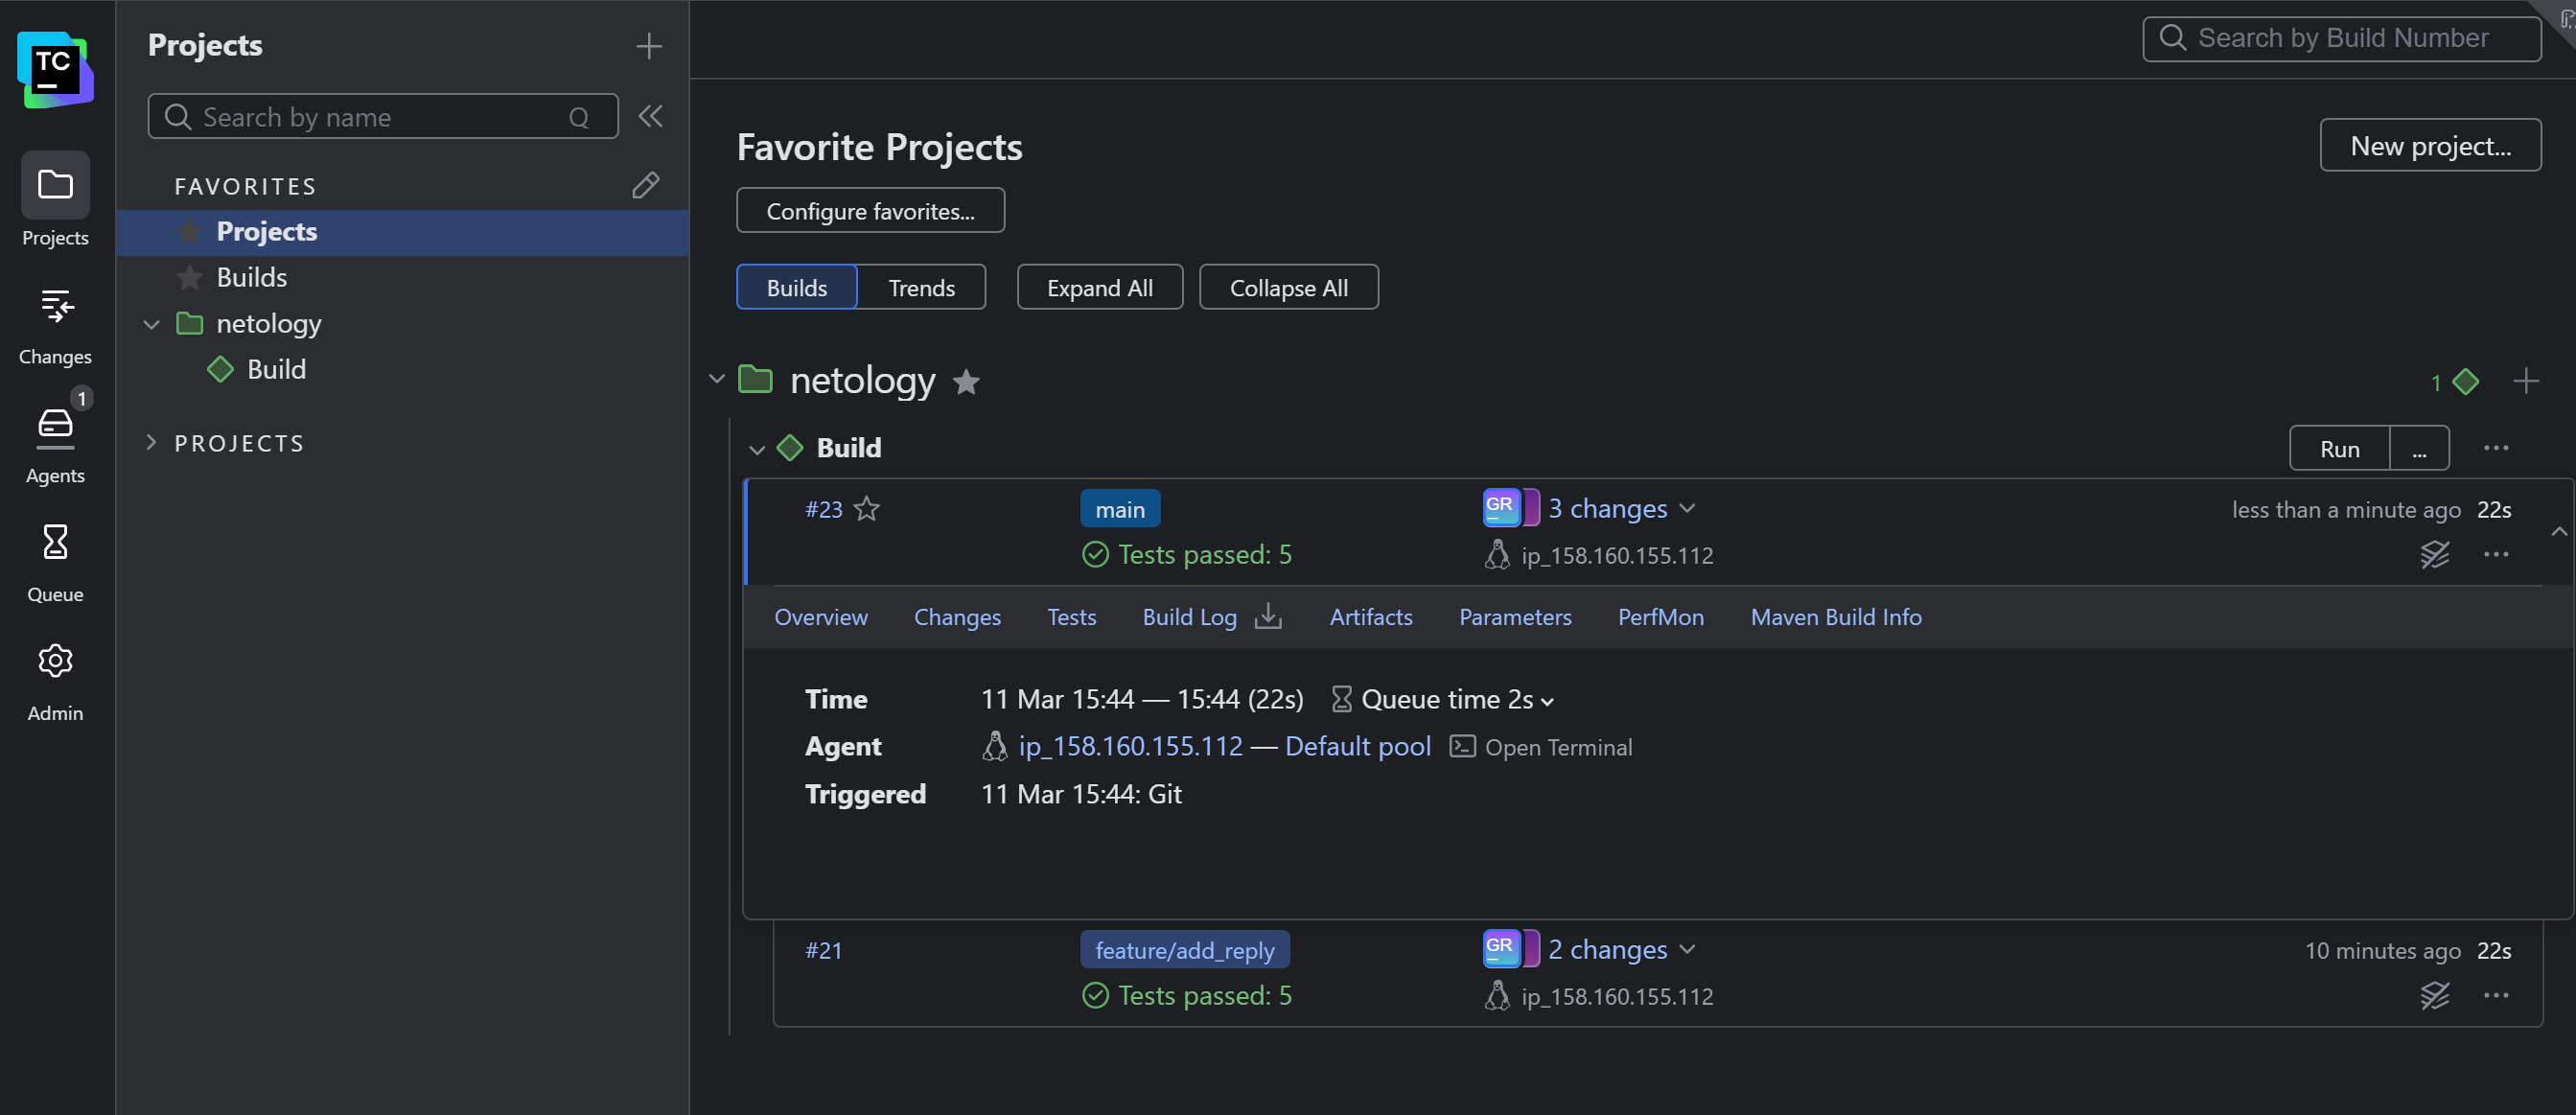 TC
Projects
Changes
1
Agents
Queue
Admin
Projects
Search by name Q
FAVORITES
Projects
Builds
netology
Build
PROJECTS
Search by Build Number
Favorite Projects
New project...
Configure favorites...
Builds Trends Expand All Collapse All
netology 1
Build Run ...
#23 main GR 3 changes less than a minute ago 22s
Tests passed: 5 ip_158.160.155.112
Overview Changes Tests Build Log Artifacts Parameters PerfMon Maven Build Info
Time 11 Mar 15:44 — 15:44 (22s) Queue time 2s
Agent ip_158.160.155.112 — Default pool Open Terminal
Triggered 11 Mar 15:44: Git
#21 feature/add_reply GR 2 changes 10 minutes ago 22s
Tests passed: 5 ip_158.160.155.112